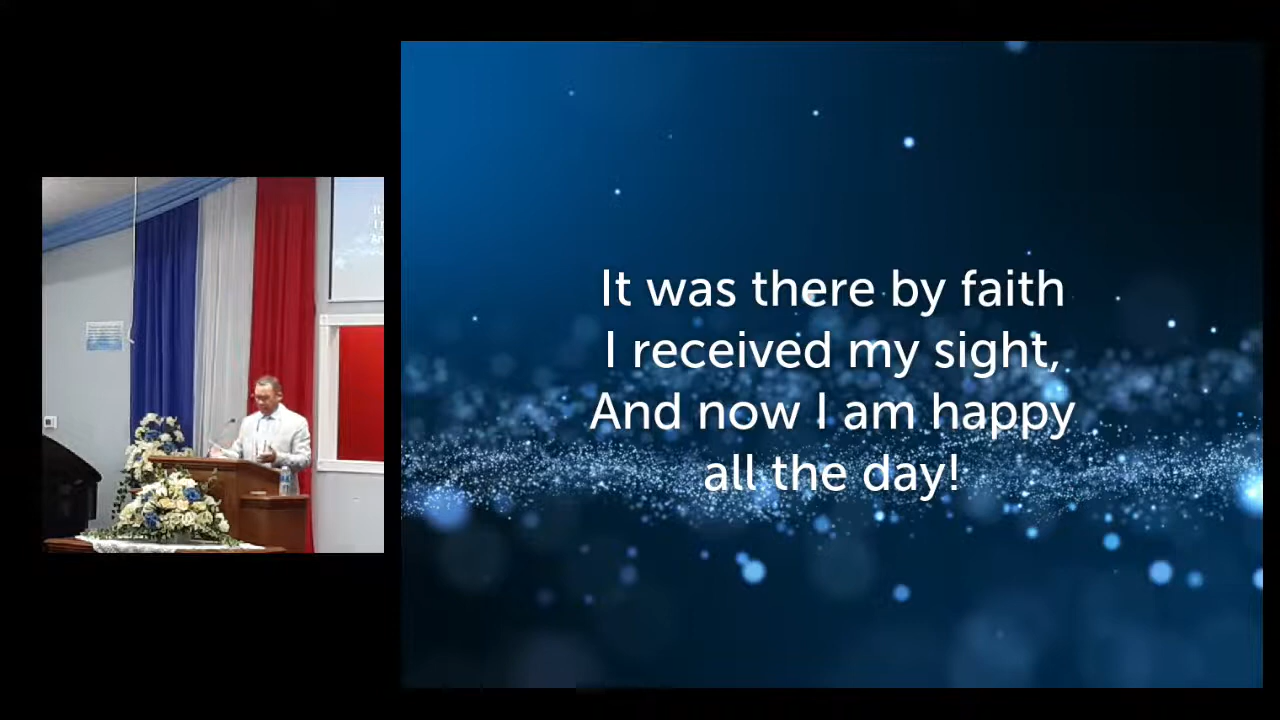 It was there by faith
I received my sight,
And now I am happy
all the day!